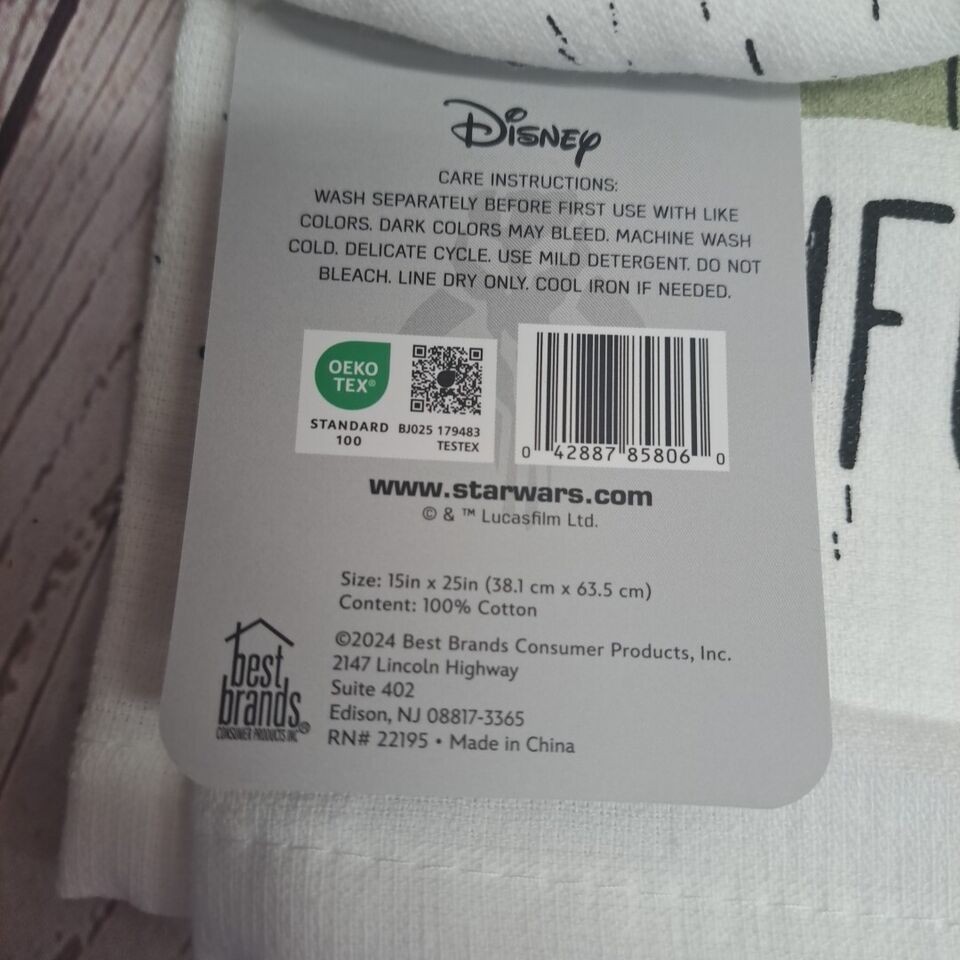 Disney
CARE INSTRUCTIONS:
WASH SEPARATELY BEFORE FIRST USE WITH LIKE
COLORS. DARK COLORS MAY BLEED. MACHINE WASH
COLD. DELICATE CYCLE. USE MILD DETERGENT. DO NOT
BLEACH. LINE DRY ONLY. COOL IRON IF NEEDED.
OEKO
TEX®
STANDARD
100
BJ025 179483
TESTEX
0 42887 85806 0
www.starwars.com
© & ™ Lucasfilm Ltd.
Size: 15in x 25in (38.1 cm x 63.5 cm)
Content: 100% Cotton
best
brands
CONSUMER PRODUCTS INC®
©2024 Best Brands Consumer Products, Inc.
2147 Lincoln Highway
Suite 402
Edison, NJ 08817-3365
RN# 22195 • Made in China